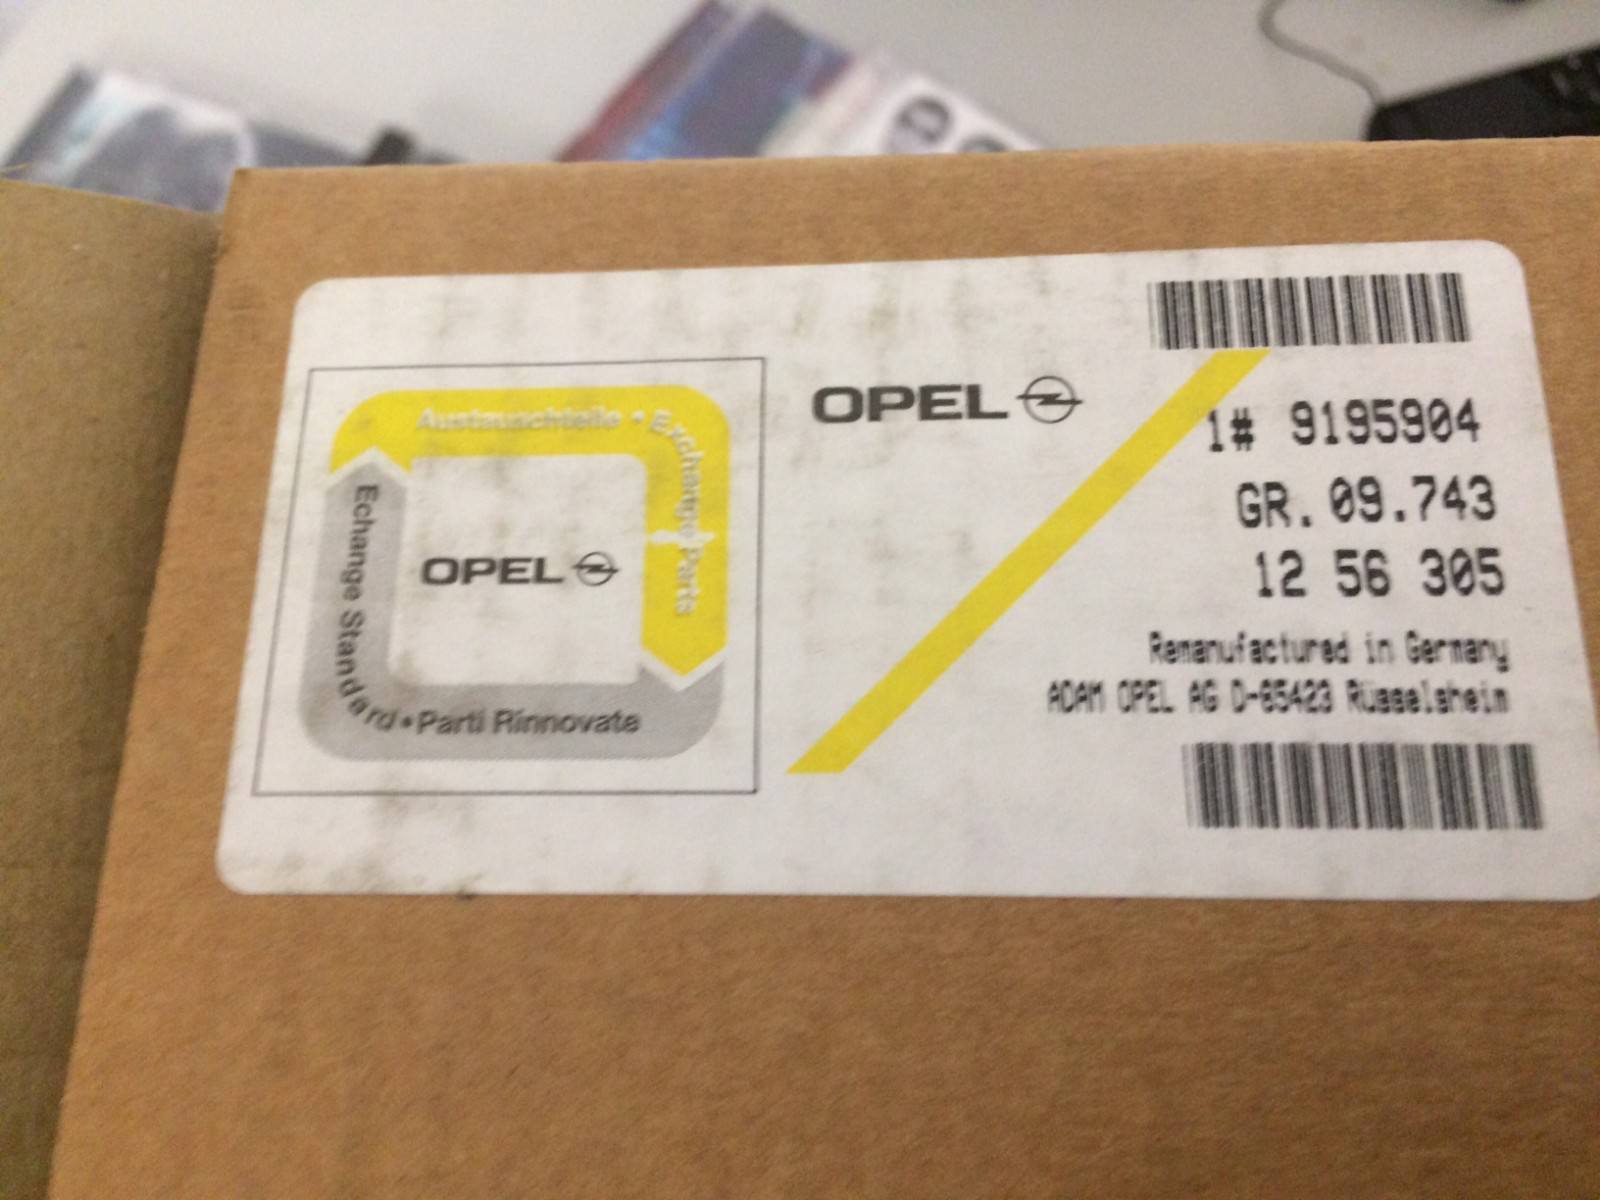 Austauschteile • Exchange Parts
Echange Standard • Parti Rinnovate
OPEL
OPEL
1# 9195904
GR. 09.743
12 56 305
Remanufactured in Germany
ADAM OPEL AG D-65423 Rüsselsheim